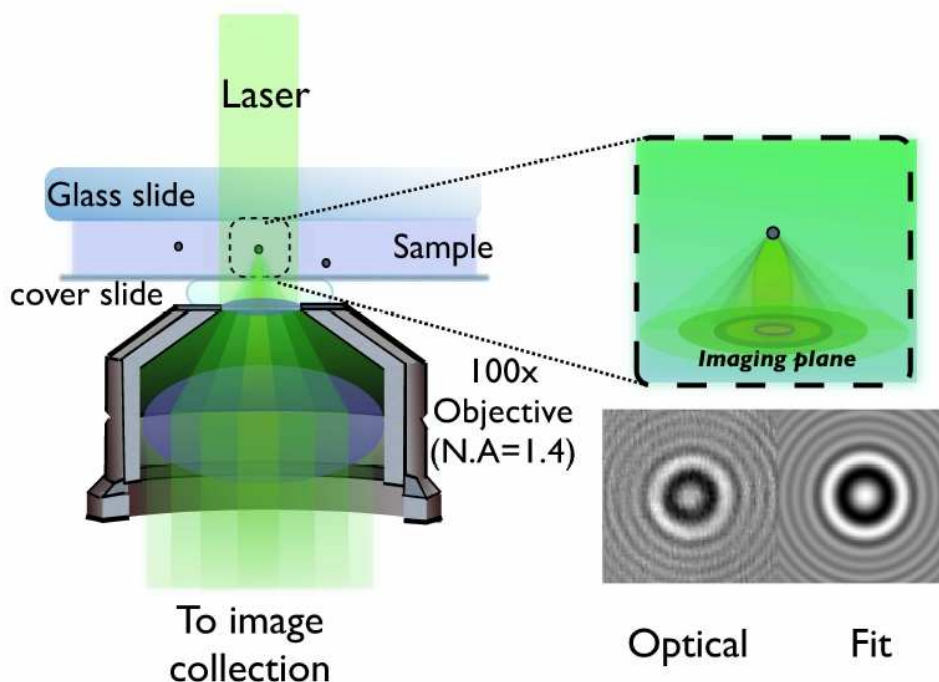 Laser
Glass slide
Sample
cover slide
100x
Objective
(N.A=1.4)
To image
collection
Imaging plane
Optical
Fit